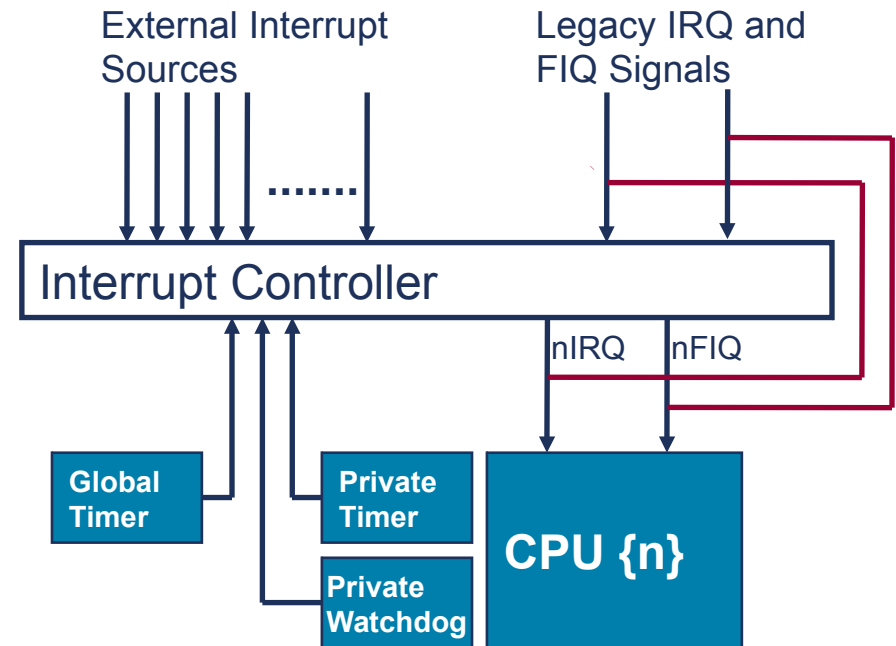 External Interrupt
Sources
Legacy IRQ and
FIQ Signals
.......
Interrupt Controller
nIRQ
nFIQ
Global
Timer
Private
Timer
CPU {n}
Private
Watchdog